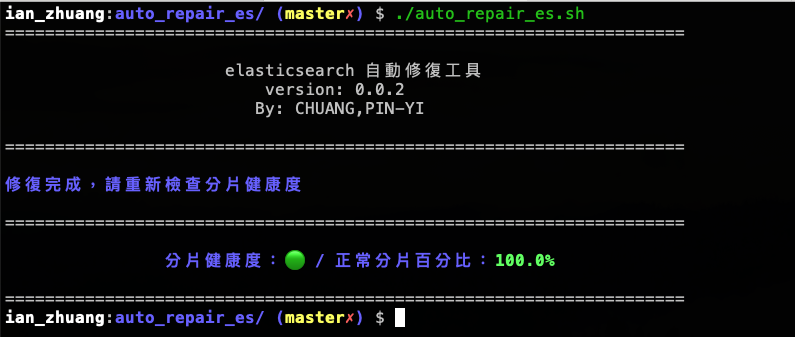 ian_zhuang:auto_repair_es/ (master✗) $ ./auto_repair_es.sh
====================================================================
elasticsearch 自動修復工具
version: 0.0.2
By: CHUANG,PIN-YI
====================================================================
修復完成，請重新檢查分片健康度
====================================================================
分片健康度：🟢 / 正常分片百分比：100.0%
====================================================================
ian_zhuang:auto_repair_es/ (master✗) $